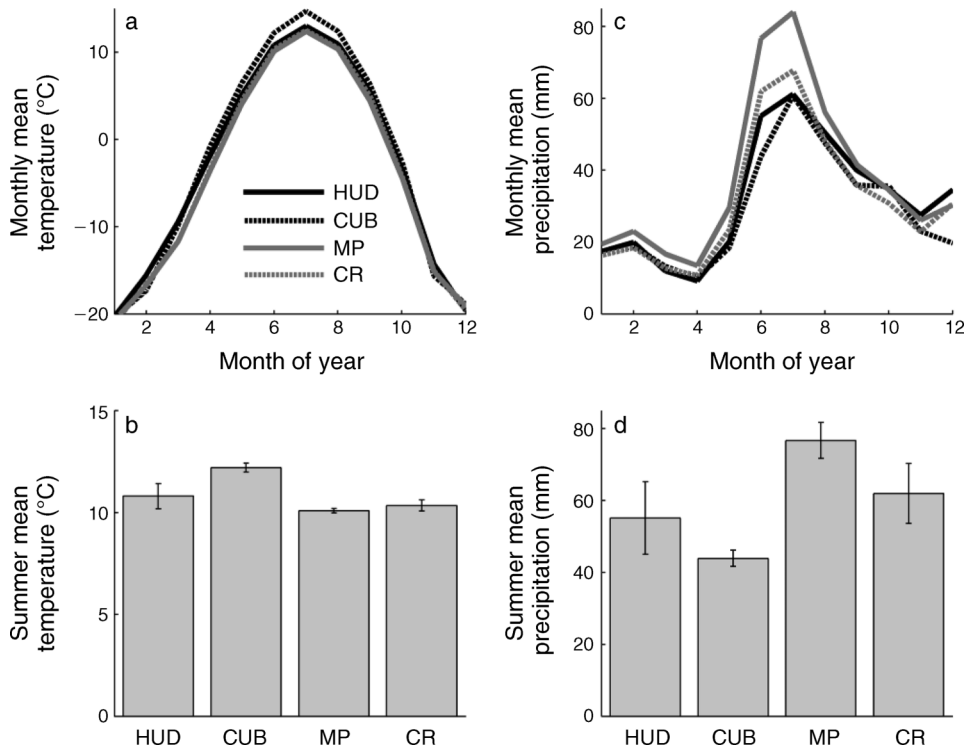 a
Monthly mean
temperature (°C)
10
0
−10
−20
HUD
CUB
MP
CR
2 4 6 8 10 12
Month of year
c
Monthly mean
precipitation (mm)
80
60
40
20
0
2 4 6 8 10 12
Month of year
b
Summer mean
temperature (°C)
15
10
5
0
HUD CUB MP CR
d
Summer mean
precipitation (mm)
80
60
40
20
0
HUD CUB MP CR